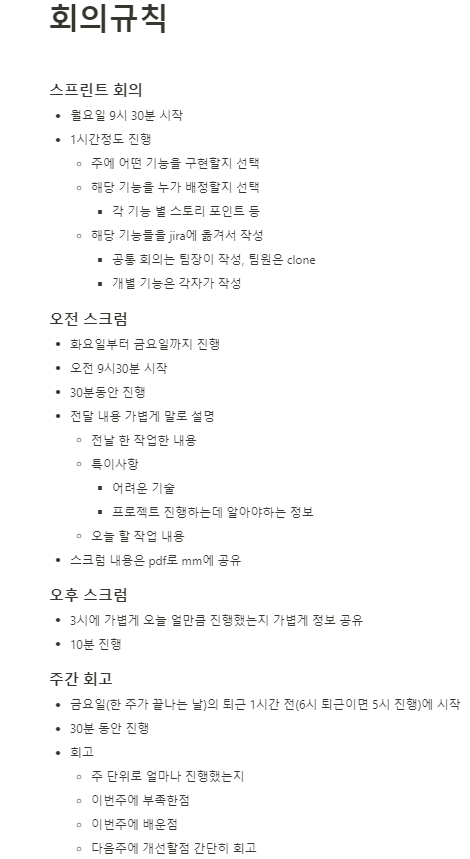 회의규칙
스프린트 회의
월요일 9시 30분 시작
1시간정도 진행
주에 어떤 기능을 구현할지 선택
해당 기능을 누가 배정할지 선택
각 기능 별 스토리 포인트 등
해당 기능들을 jira에 옮겨서 작성
공통 회의는 팀장이 작성, 팀원은 clone
개별 기능은 각자가 작성
오전 스크럼
화요일부터 금요일까지 진행
오전 9시30분 시작
30분동안 진행
전달 내용 가볍게 말로 설명
전날 한 작업한 내용
특이사항
어려운 기술
프로젝트 진행하는데 알아야하는 정보
오늘 할 작업 내용
스크럼 내용은 pdf로 mm에 공유
오후 스크럼
3시에 가볍게 오늘 얼만큼 진행했는지 가볍게 정보 공유
10분 진행
주간 회고
금요일(한 주가 끝나는 날)의 퇴근 1시간 전(6시 퇴근이면 5시 진행)에 시작
30분 동안 진행
회고
주 단위로 얼마나 진행했는지
이번주에 부족한점
이번주에 배운점
다음주에 개선할점 간단히 회고